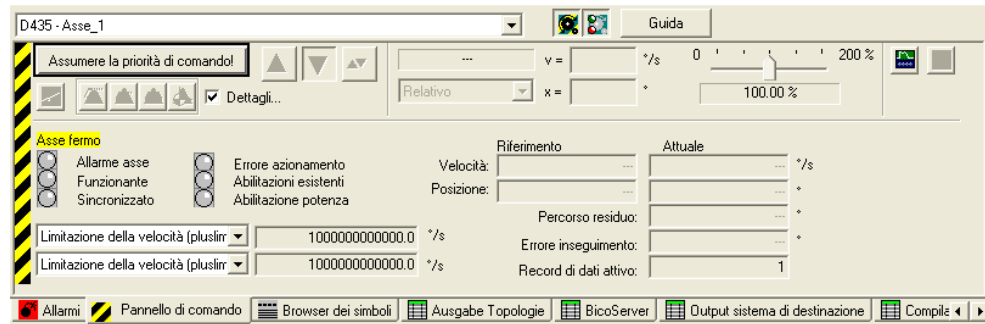 D435 - Asse_1 Guida
Assumere la priorità di comando! --- v = °/s 0 200 %
Dettagli... Relativo x = ° 100.00 %
Asse fermo
Riferimento Attuale
Allarme asse Errore azionamento Velocità: --- --- °/s
Funzionante Abilitazioni esistenti Posizione: --- --- °
Sincronizzato Abilitazione potenza
Percorso residuo: --- °
Limitazione della velocità (pluslim 1000000000000.0 °/s
Errore inseguimento: --- °
Limitazione della velocità (pluslim 1000000000000.0 °/s
Record di dati attivo: 1
Allarmi Pannello di comando Browser dei simboli Ausgabe Topologie BicoServer Output sistema di destinazione Compila